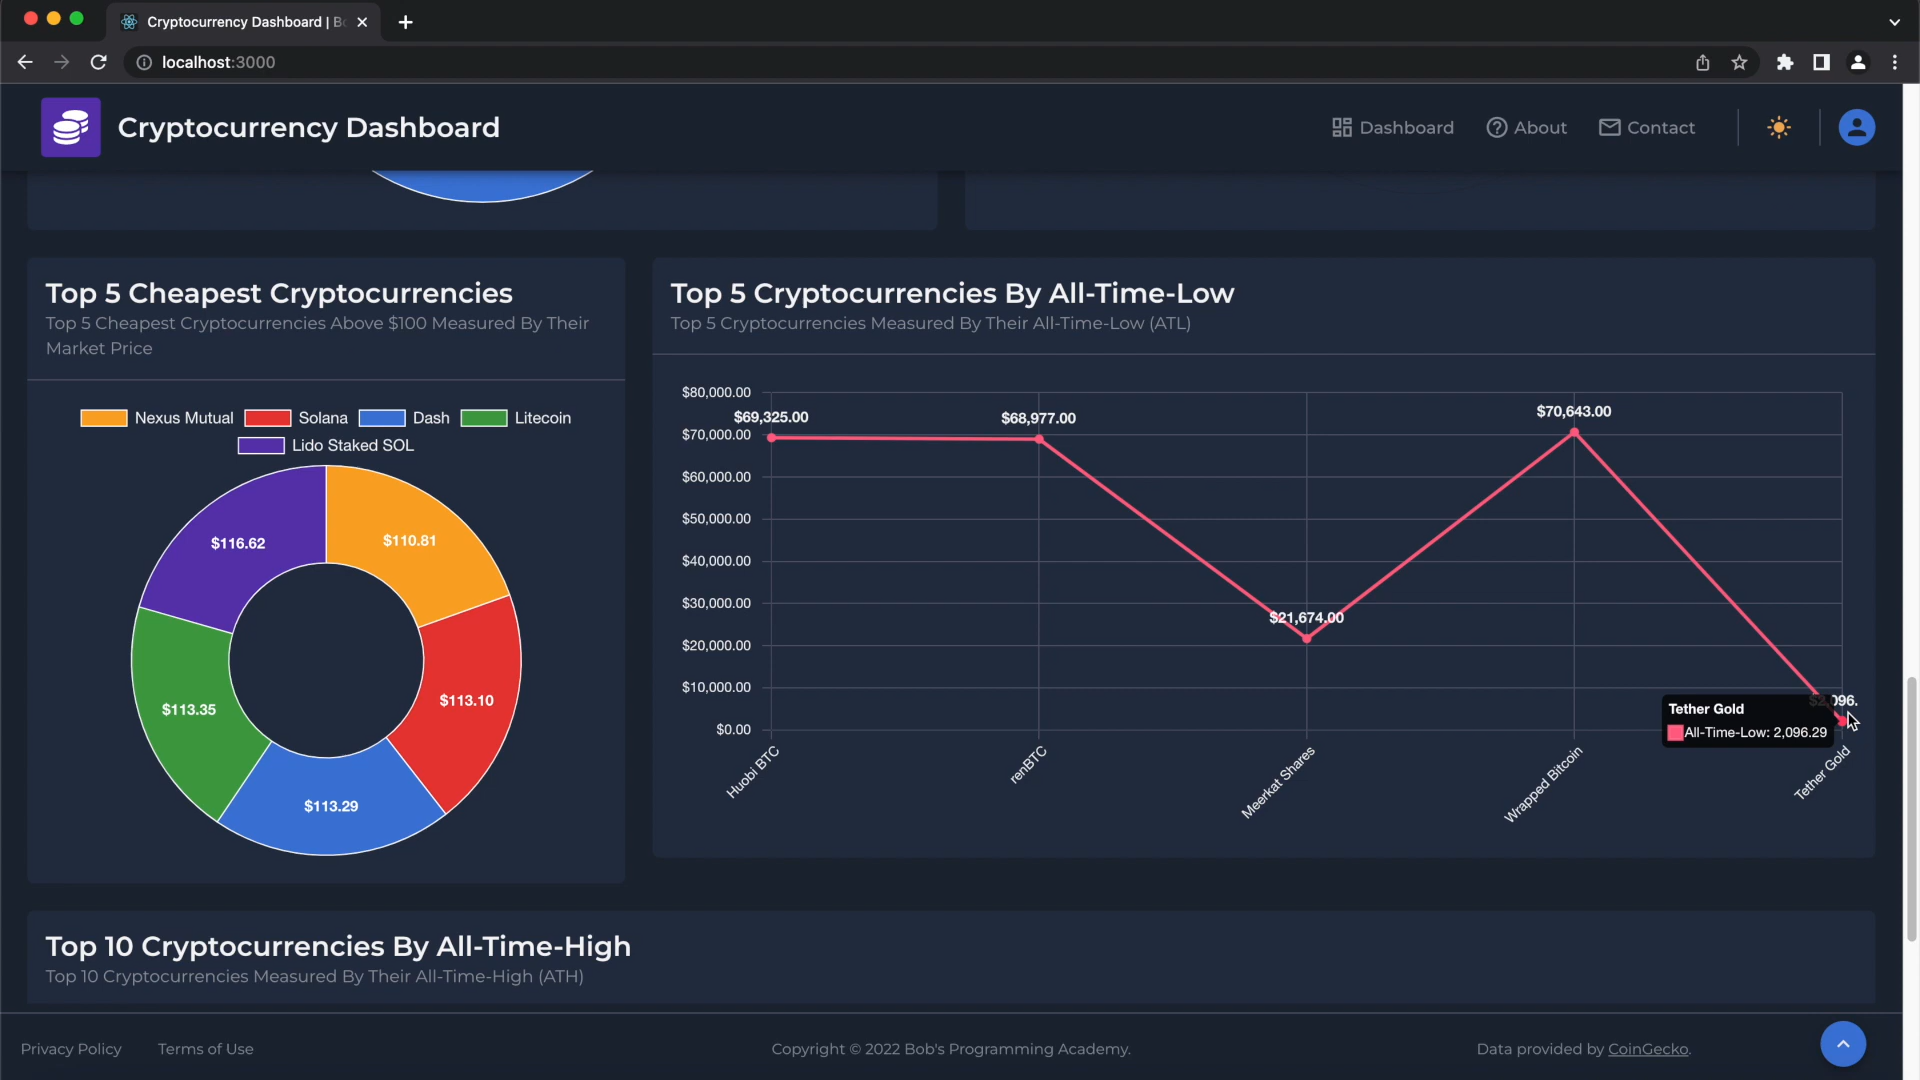 Cryptocurrency Dashboard | B
localhost:3000
Cryptocurrency Dashboard
Dashboard
About
Contact
Top 5 Cheapest Cryptocurrencies
Top 5 Cheapest Cryptocurrencies Above $100 Measured By Their
Market Price
Nexus Mutual
Solana
Dash
Litecoin
Lido Staked SOL
$116.62
$110.81
$113.10
$113.35
$113.29
Top 5 Cryptocurrencies By All-Time-Low
Top 5 Cryptocurrencies Measured By Their All-Time-Low (ATL)
$80,000.00
$70,000.00
$60,000.00
$50,000.00
$40,000.00
$30,000.00
$20,000.00
$10,000.00
$0.00
$69,325.00
$68,977.00
$21,674.00
$70,643.00
$2,096.
Tether Gold
All-Time-Low: 2,096.29
Huobi BTC
renBTC
Meerkat Shares
Wrapped Bitcoin
Tether Gold
Top 10 Cryptocurrencies By All-Time-High
Top 10 Cryptocurrencies Measured By Their All-Time-High (ATH)
Privacy Policy
Terms of Use
Copyright © 2022 Bob's Programming Academy.
Data provided by CoinGecko.